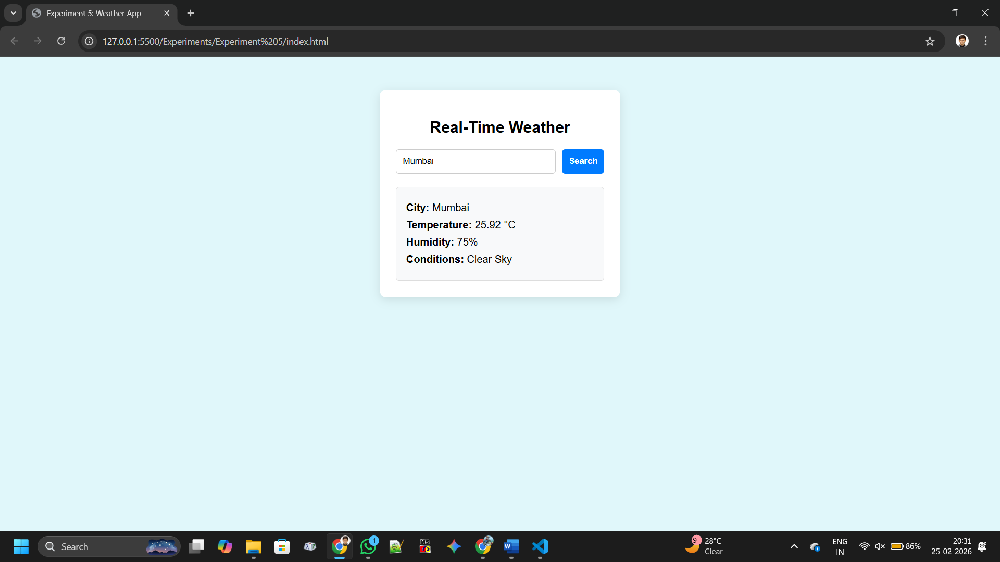 Experiment 5: Weather App
127.0.0.1:5500/Experiments/Experiment%205/index.html
Real-Time Weather
Mumbai
Search
City: Mumbai
Temperature: 25.92 °C
Humidity: 75%
Conditions: Clear Sky
Search
1
MS
9+
28°C
Clear
ENG
IN
86%
20:31
25-02-2026